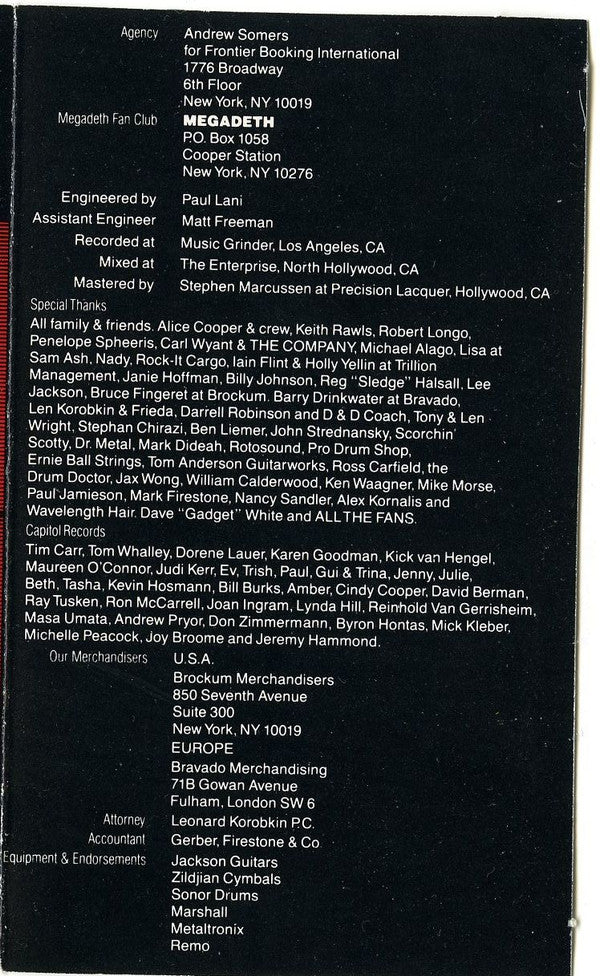 Agency Andrew Somers
for Frontier Booking International
1776 Broadway
6th Floor
New York, NY 10019
Megadeth Fan Club MEGADETH
P.O. Box 1058
Cooper Station
New York, NY 10276
Engineered by Paul Lani
Assistant Engineer Matt Freeman
Recorded at Music Grinder, Los Angeles, CA
Mixed at The Enterprise, North Hollywood, CA
Mastered by Stephen Marcussen at Precision Lacquer, Hollywood, CA
Special Thanks
All family & friends. Alice Cooper & crew, Keith Rawls, Robert Longo,
Penelope Spheeris, Carl Wyant & THE COMPANY, Michael Alago, Lisa at
Sam Ash, Nady, Rock-It Cargo, Iain Flint & Holly Yellin at Trillion
Management, Janie Hoffman, Billy Johnson, Reg "Sledge" Halsall, Lee
Jackson, Bruce Fingeret at Brockum. Barry Drinkwater at Bravado,
Len Korobkin & Frieda, Darrell Robinson and D & D Coach, Tony & Len
Wright, Stephan Chirazi, Ben Liemer, John Strednansky, Scorchin'
Scotty, Dr. Metal, Mark Dideah, Rotosound, Pro Drum Shop,
Ernie Ball Strings, Tom Anderson Guitarworks, Ross Garfield, the
Drum Doctor, Jax Wong, William Calderwood, Ken Waagner, Mike Morse,
Paul Jamieson, Mark Firestone, Nancy Sandler, Alex Kornalis and
Wavelength Hair. Dave "Gadget" White and ALL THE FANS.
Capitol Records
Tim Carr, Tom Whalley, Dorene Lauer, Karen Goodman, Kick van Hengel,
Maureen O'Connor, Judi Kerr, Ev, Trish, Paul, Gui & Trina, Jenny, Julie,
Beth, Tasha, Kevin Hosmann, Bill Burks, Amber, Cindy Cooper, David Berman,
Ray Tusken, Ron McCarrell, Joan Ingram, Lynda Hill, Reinhold Van Gerrisheim,
Masa Umata, Andrew Pryor, Don Zimmermann, Byron Hontas, Mick Kleber,
Michelle Peacock, Joy Broome and Jeremy Hammond.
Our Merchandisers U.S.A.
Brockum Merchandisers
850 Seventh Avenue
Suite 300
New York, NY 10019
EUROPE
Bravado Merchandising
71B Gowan Avenue
Fulham, London SW 6
Attorney Leonard Korobkin P.C.
Accountant Gerber, Firestone & Co
Equipment & Endorsements Jackson Guitars
Zildjian Cymbals
Sonor Drums
Marshall
Metaltronix
Remo